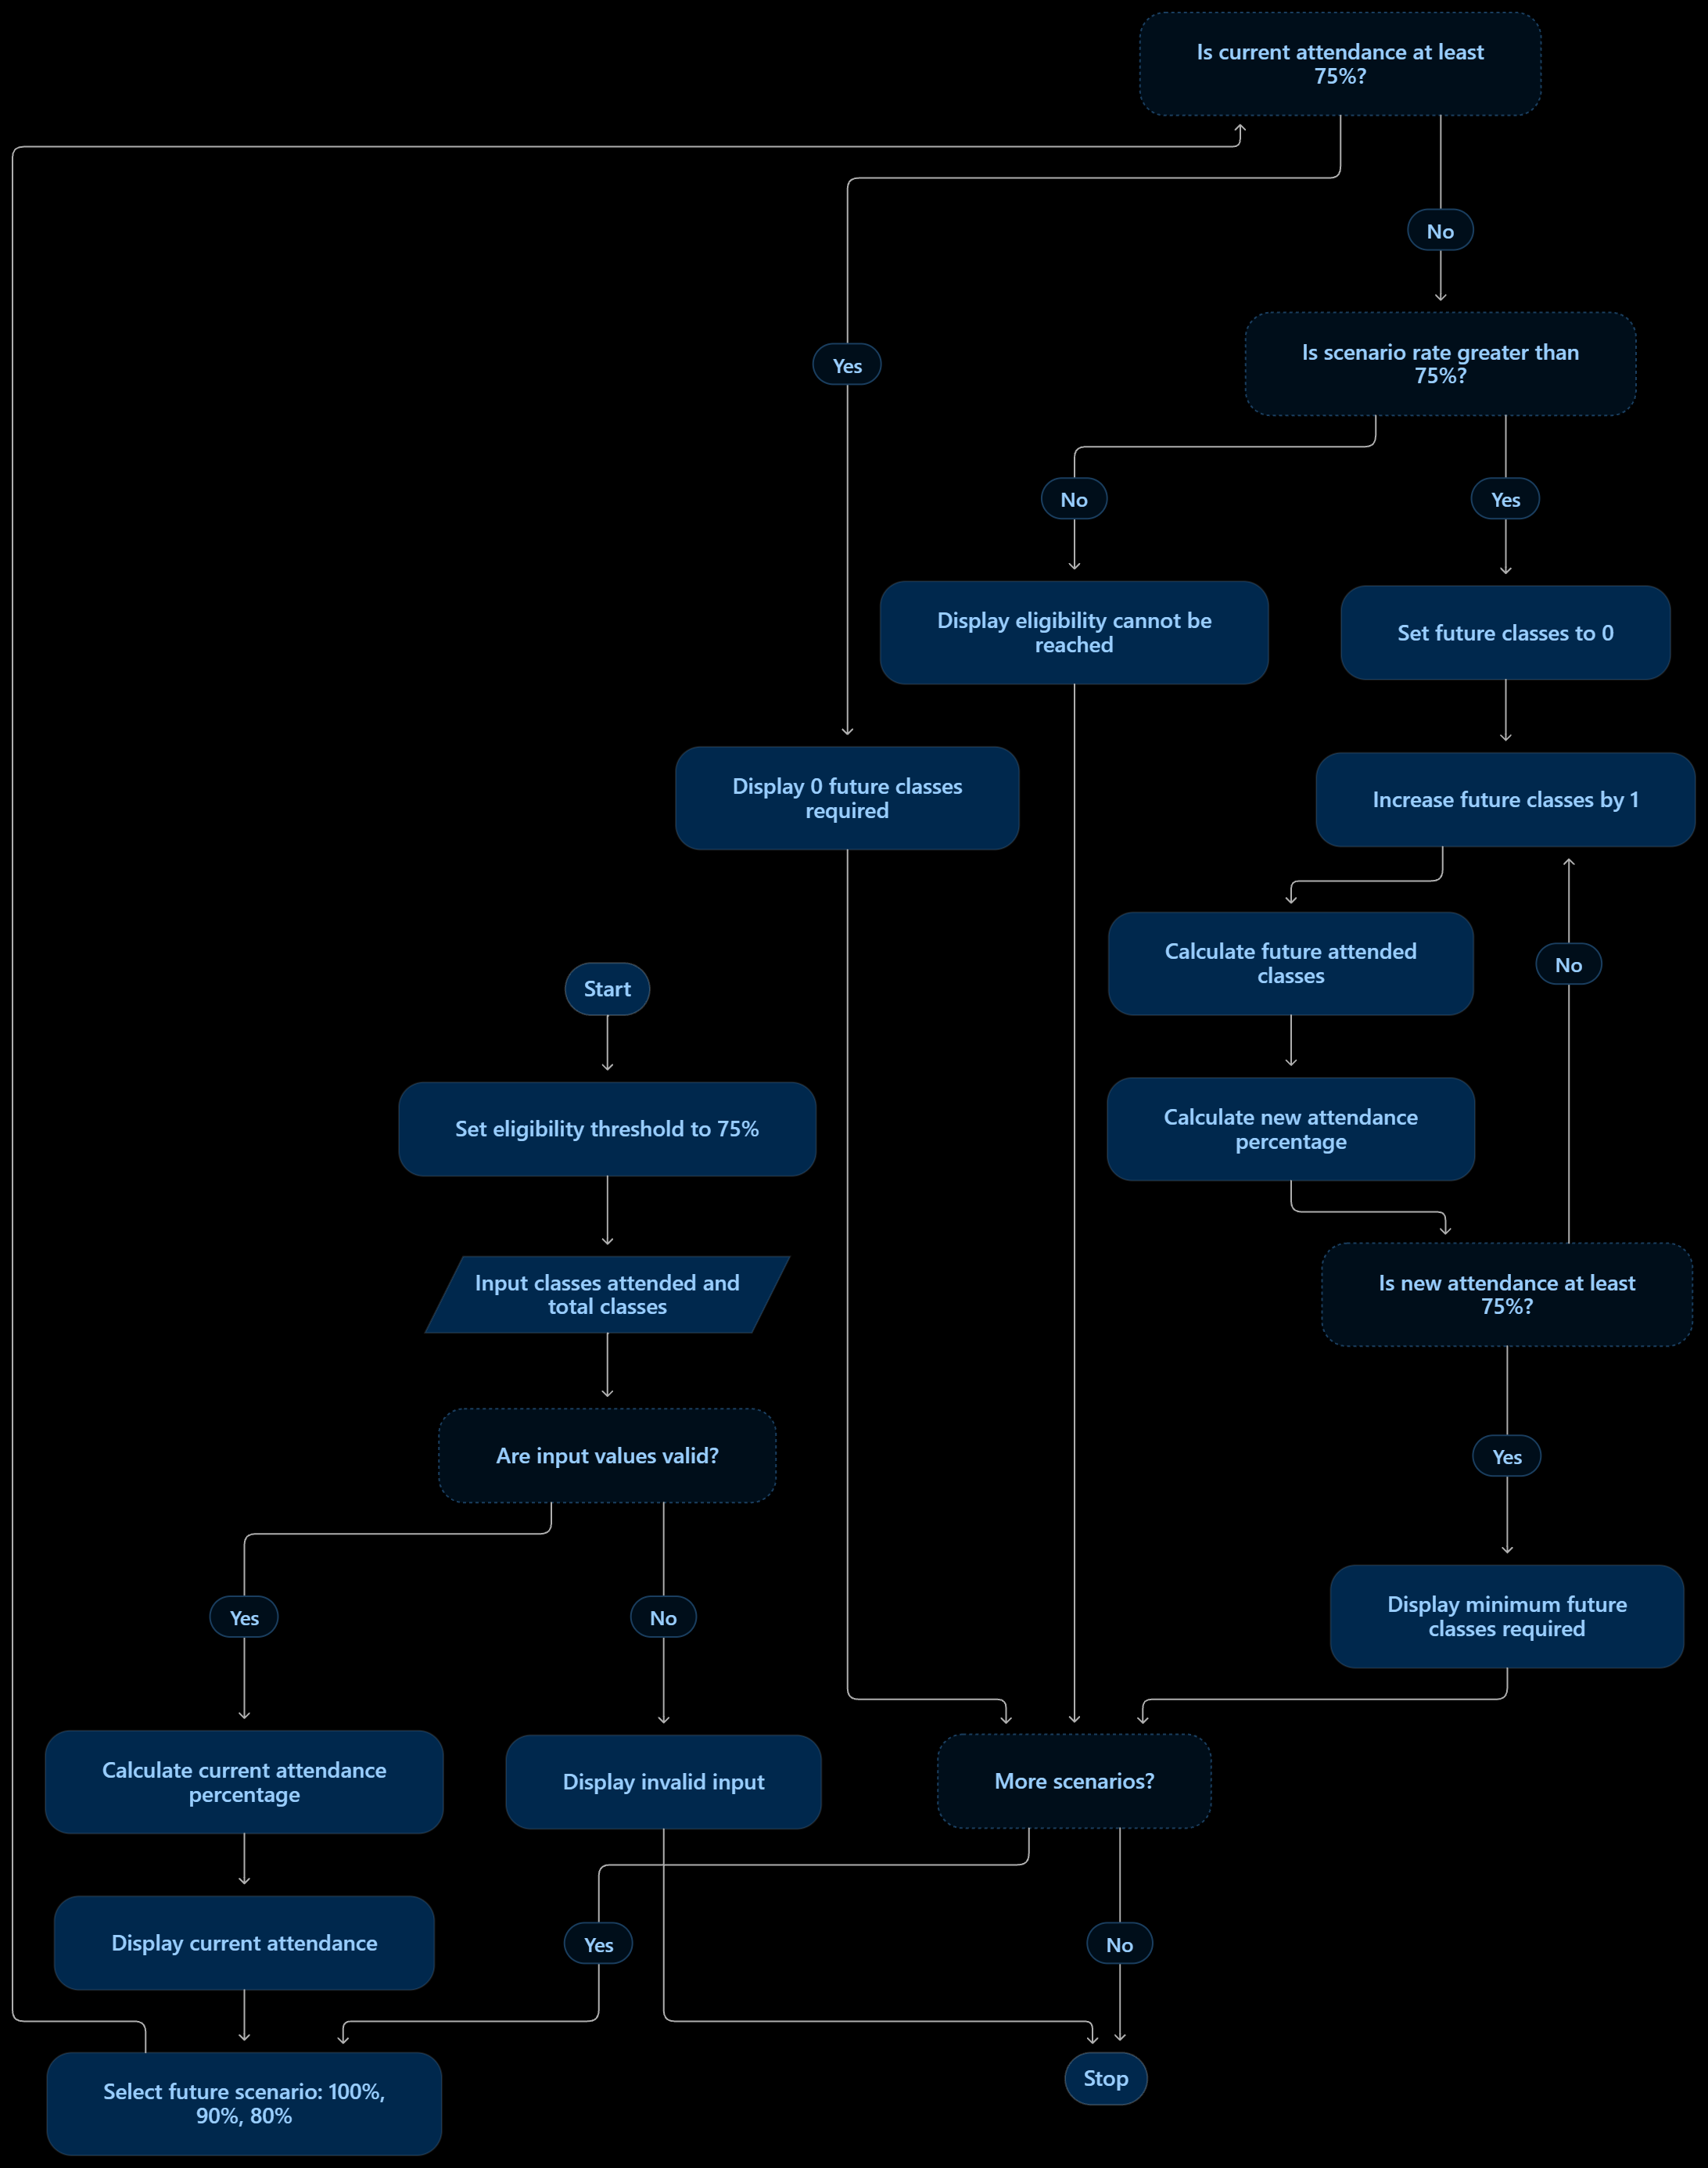 Is current attendance at least
75%?
No
Is scenario rate greater than
75%?
Yes
No
Yes
Display eligibility cannot be
reached
Set future classes to 0
Display 0 future classes
required
Increase future classes by 1
Calculate future attended
classes
No
Start
Set eligibility threshold to 75%
Calculate new attendance
percentage
Input classes attended and
total classes
Is new attendance at least
75%?
Are input values valid?
Yes
Yes
No
Display minimum future
classes required
Calculate current attendance
percentage
Display invalid input
More scenarios?
Display current attendance
Yes
No
Select future scenario: 100%,
90%, 80%
Stop